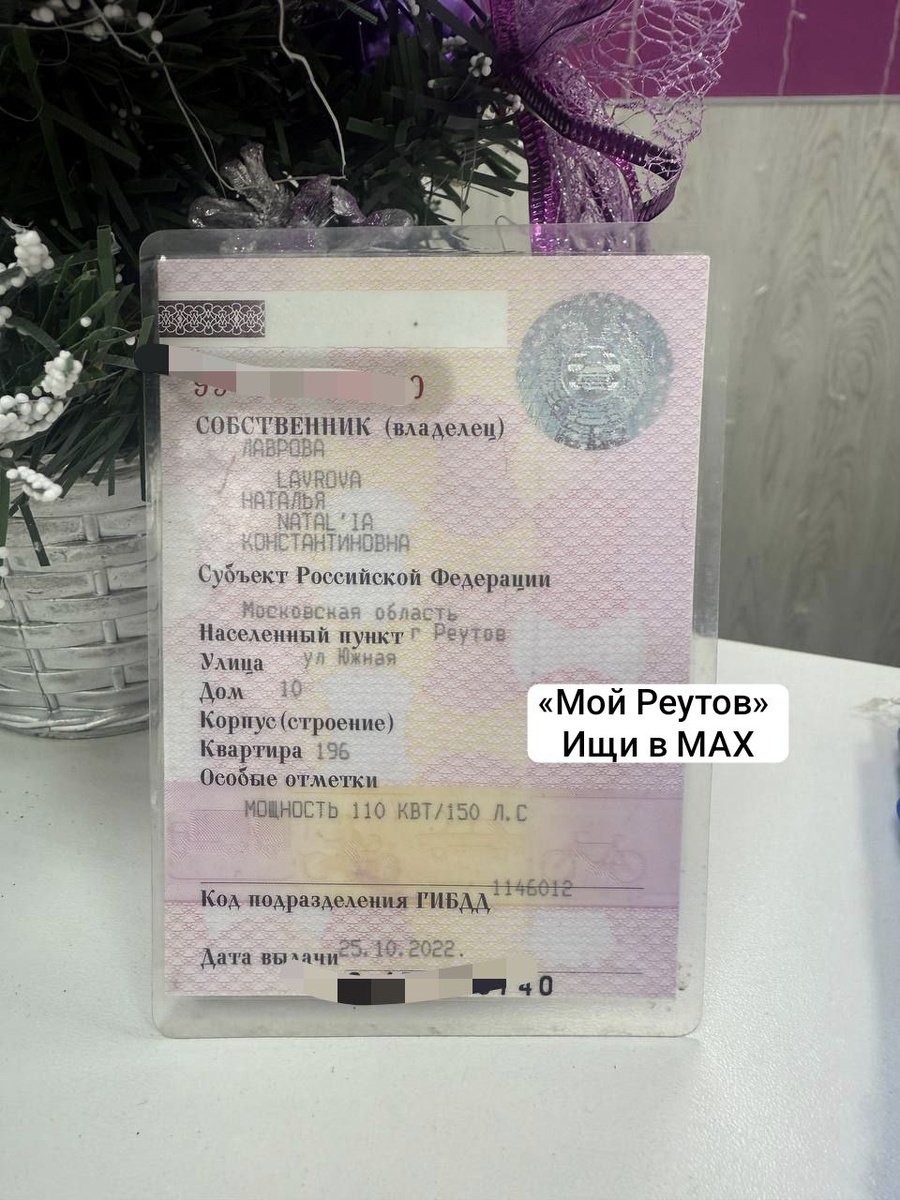 СОБСТВЕННИК (владелец)
ЛАВРОВА
LAVROVA
НАТАЛЬЯ
NATAL'IA
КОНСТАНТИНОВНА
Субъект Российской Федерации
Московская область
Населенный пункт г Реутов
Улица ул Южная
Дом 10
Корпус (строение)
Квартира 196
Особые отметки
МОЩНОСТЬ 110 КВТ/150 Л.С
Код подразделения ГИБДД 1146012
Дата выдачи 25.10.2022.
«Мой Реутов»
Ищи в MAX